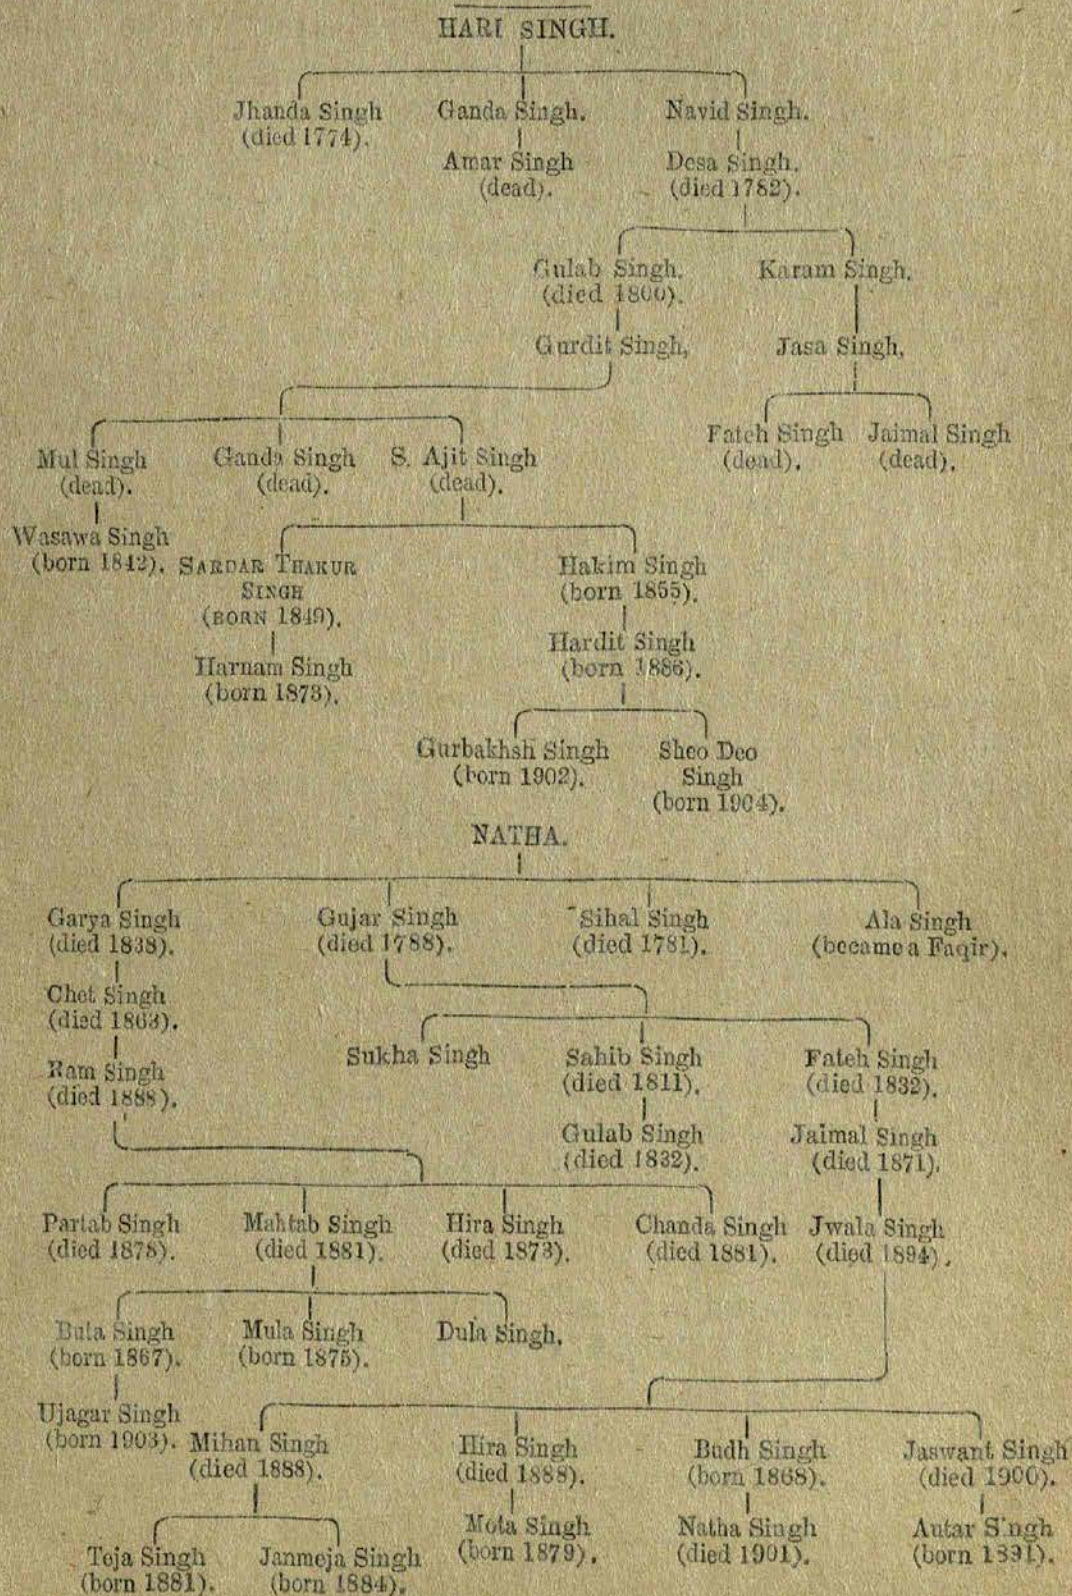 HARI SINGH.
Jhanda Singh Ganda Singh. Navid Singh.
(died 1774).
Amar Singh Desa Singh.
(dead). (died 1782).
Gulab Singh. Karam Singh.
(died 1800).
Gurdit Singh, Jasa Singh.
Fateh Singh Jaimal Singh
(dead). (dead).
Mul Singh Ganda Singh S. Ajit Singh
(dead). (dead). (dead).
Wasawa Singh
(born 1842). SARDAR THAKUR
SINGH
(BORN 1849).
Hakim Singh
(born 1855).
Harnam Singh
(born 1873).
Hardit Singh
(born 1886).
Gurbakhsh Singh Sheo Deo
(born 1902). Singh
(born 1904).
NATHA.
Garya Singh Gujar Singh Sihal Singh Ala Singh
(died 1838). (died 1788). (died 1781). (became a Faqir).
Chet Singh
(died 1863).
Ram Singh
(died 1888).
Sukha Singh Sahib Singh Fateh Singh
(died 1811). (died 1832).
Gulab Singh Jaimal Singh
(died 1832). (died 1871).
Partab Singh Mahtab Singh Hira Singh Chanda Singh Jwala Singh
(died 1878). (died 1881). (died 1873). (died 1881). (died 1894).
Buta Singh Mula Singh Dula Singh.
(born 1867). (born 1875).
Ujagar Singh
(born 1903). Mihan Singh Hira Singh Budh Singh Jaswant Singh
(died 1888). (died 1888). (born 1868). (died 1900).
Mota Singh Natha Singh Autar Singh
(born 1879). (died 1901). (born 1891).
Teja Singh Janmeja Singh
(born 1881). (born 1884).